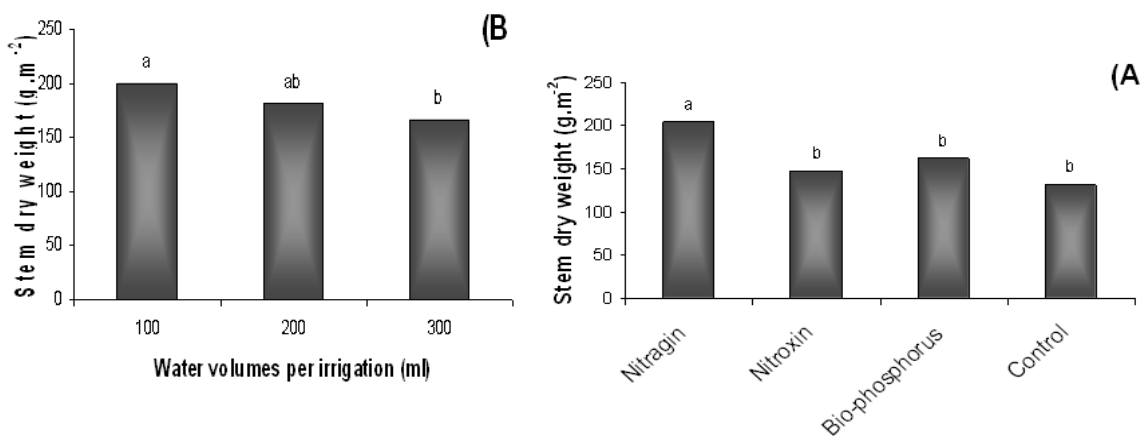 (B
Stem dry weight (g.m⁻²)
250
200
150
100
50
0
a
ab
b
100 200 300
Water volumes per irrigation (ml)
(A
Stem dry weight (g.m⁻²)
250
200
150
100
50
0
a
b
b
b
Nitragin
Nitroxin
Bio-phosphorus
Control